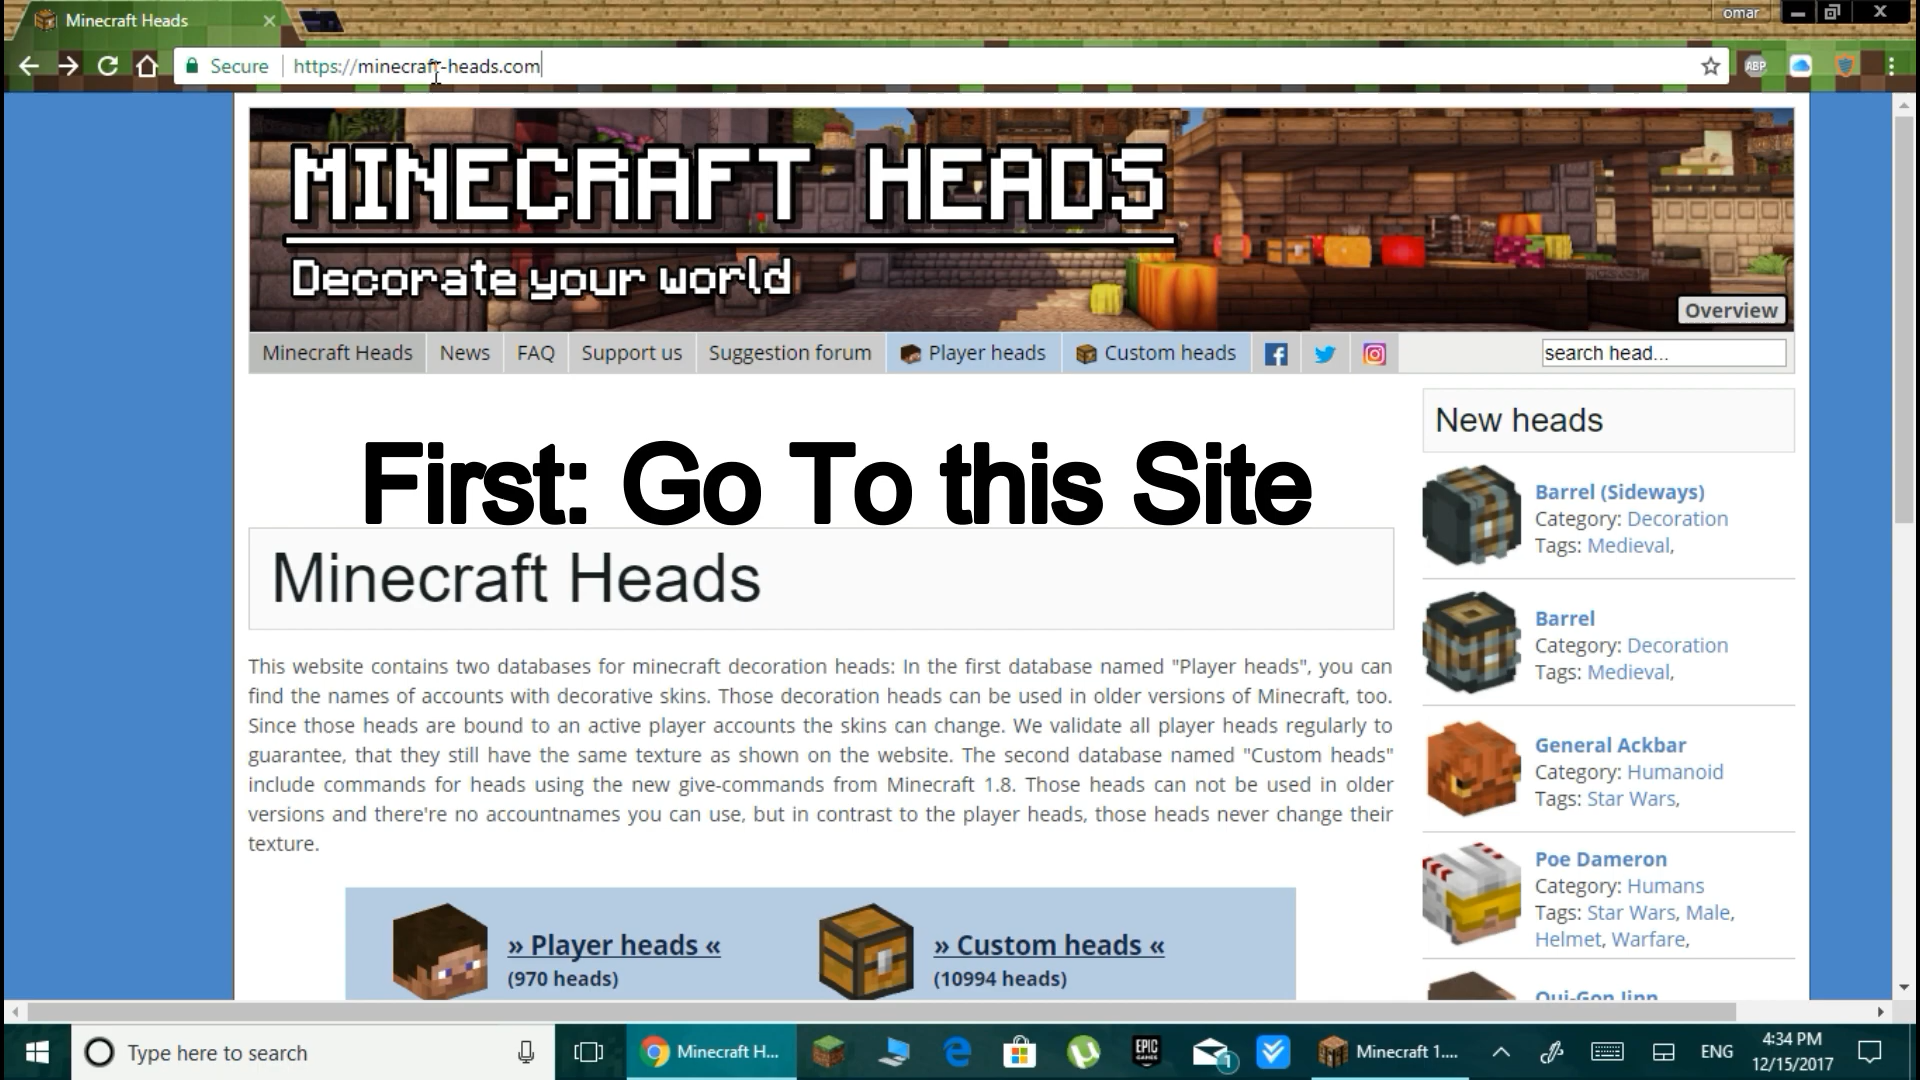 Minecraft Heads
omar
Secure
https://minecraft-heads.com
ABP
MINECRAFT HEADS
Decorate your world
Overview
Minecraft Heads
News
FAQ
Support us
Suggestion forum
Player heads
Custom heads
search head...
First: Go To this Site
Minecraft Heads
This website contains two databases for minecraft decoration heads: In the first database named "Player heads", you can
find the names of accounts with decorative skins. Those decoration heads can be used in older versions of Minecraft, too.
Since those heads are bound to an active player accounts the skins can change. We validate all player heads regularly to
guarantee, that they still have the same texture as shown on the website. The second database named "Custom heads"
include commands for heads using the new give-commands from Minecraft 1.8. Those heads can not be used in older
versions and there're no accountnames you can use, but in contrast to the player heads, those heads never change their
texture.
» Player heads «
(970 heads)
» Custom heads «
(10994 heads)
New heads
Barrel (Sideways)
Category: Decoration
Tags: Medieval,
Barrel
Category: Decoration
Tags: Medieval,
General Ackbar
Category: Humanoid
Tags: Star Wars,
Poe Dameron
Category: Humans
Tags: Star Wars, Male,
Helmet, Warfare,
Qui-Gon Jinn
Type here to search
Minecraft H...
EPIC
GAMES
1
Minecraft 1....
ENG
4:34 PM
12/15/2017